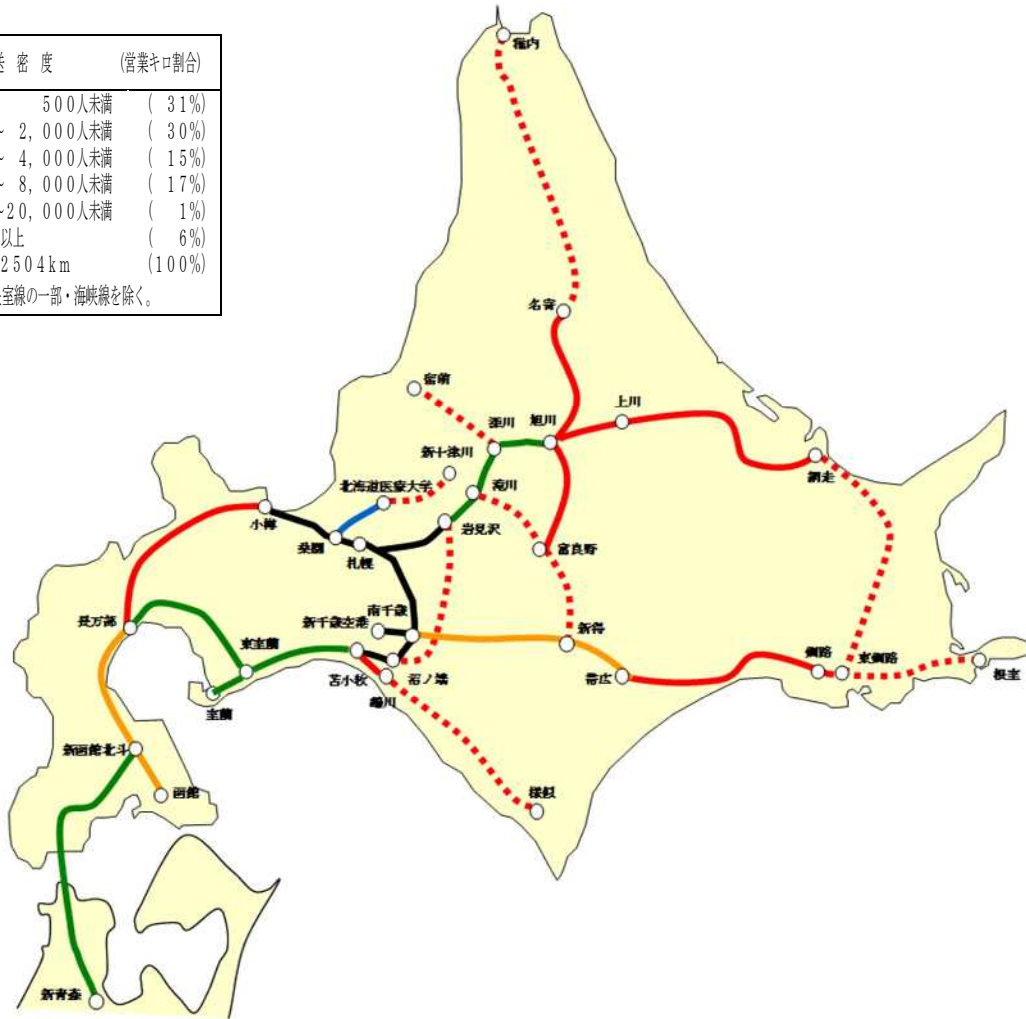 送 密 度 (営業キロ割合)
500人未満 ( 31%)
~ 2,000人未満 ( 30%)
~ 4,000人未満 ( 15%)
~ 8,000人未満 ( 17%)
~20,000人未満 ( 1%)
以上 ( 6%)
2504km (100%)
室線の一部・海峡線を除く。
稚内
名寄
留萌
上川
深川
旭川
新十津川
北海道医療大学
滝川
網走
小樽
岩見沢
桑園
札幌
富良野
南千歳
新千歳空港
長万部
新得
東室蘭
釧路
東釧路
苫小牧
沼ノ端
帯広
根室
鵡川
室蘭
新函館北斗
函館
様似
新青森